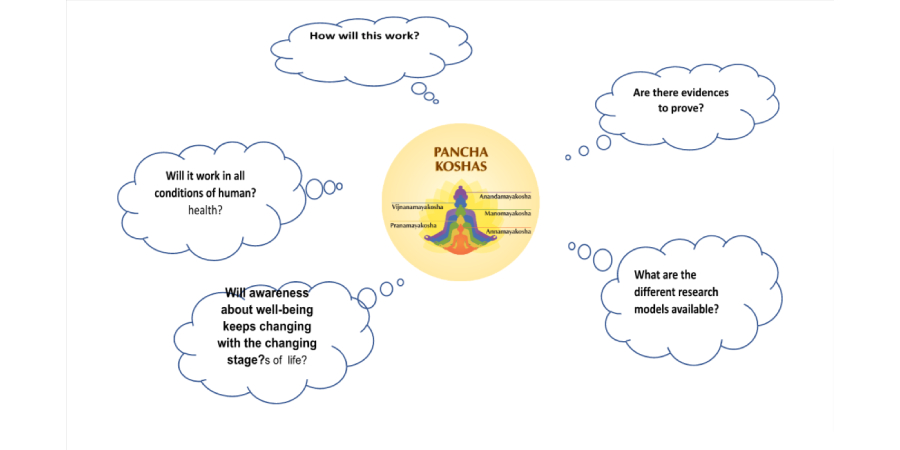 How will this work?
Are there evidences
to prove?
PANCHA
KOSHAS
Anandamayakosha
Vijnanamayakosha
Manomayakosha
Pranamayakosha
Annamayakosha
Will it work in all
conditions of human?
health?
What are the
different research
models available?
Will awareness
about well-being
keeps changing
with the changing
stage?s of life?